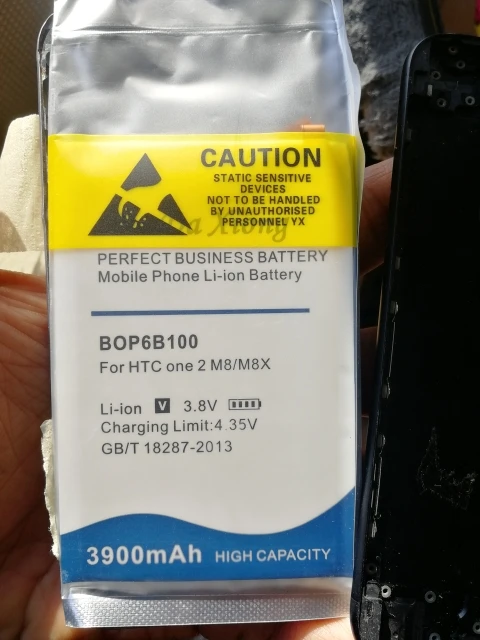 CAUTION
STATIC SENSITIVE
DEVICES
NOT TO BE HANDLED
BY UNAUTHORISED
PERSONNEL YX
PERFECT BUSINESS BATTERY
Mobile Phone Li-ion Battery
BOP6B100
For HTC one 2 M8/M8X
Li-ion V 3.8V
Charging Limit:4.35V
GB/T 18287-2013
3900mAh HIGH CAPACITY